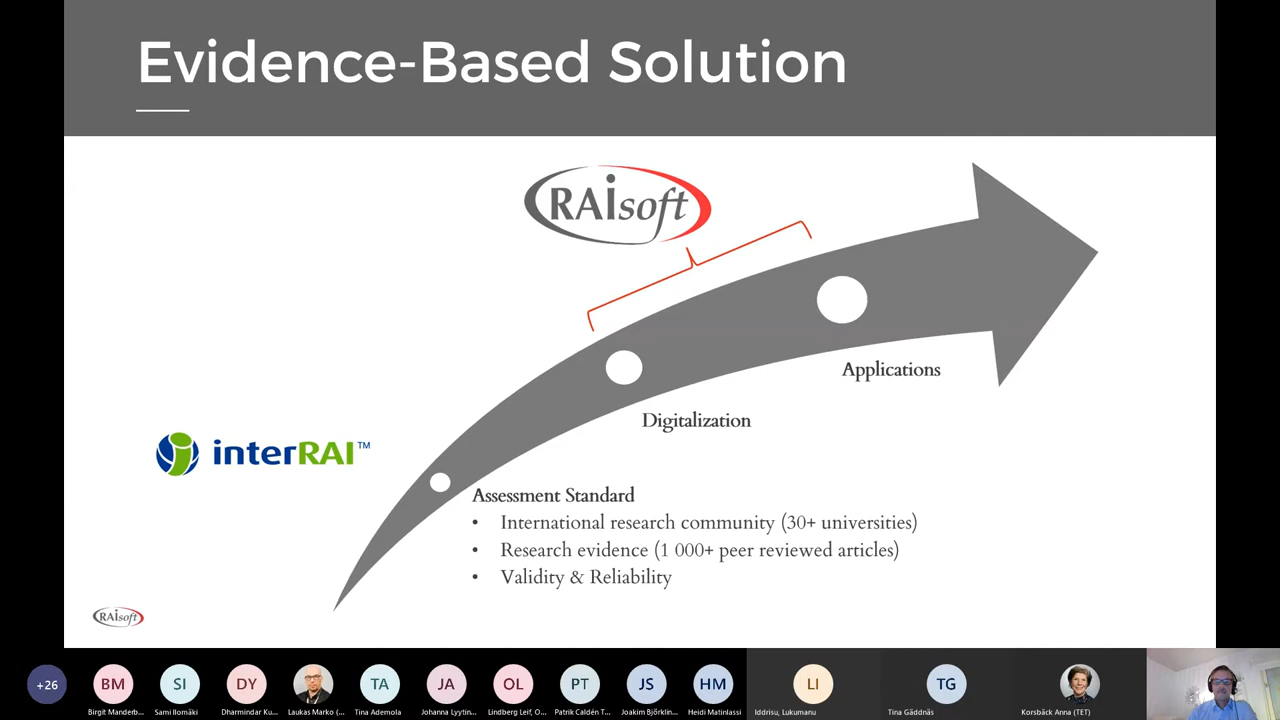 Evidence-Based Solution
RAisoft
Applications
Digitalization
interRAI™
Assessment Standard
• International research community (30+ universities)
• Research evidence (1 000+ peer reviewed articles)
• Validity & Reliability
RAisoft
+26
BM
SI
DY
TA
JA
OL
PT
JS
HM
LI
TG
Birgit Manderb...
Sami Ilomäki
Dharmindar Ku...
Laukas Marko (...
Tina Ademola
Johanna Lyytin...
Lindberg Leif, O...
Patrik Caldén T...
Joakim Björklin...
Heidi Matinlassi
Iddrisu, Lukumanu
Tina Gäddnäs
Korsbäck Anna (TET)